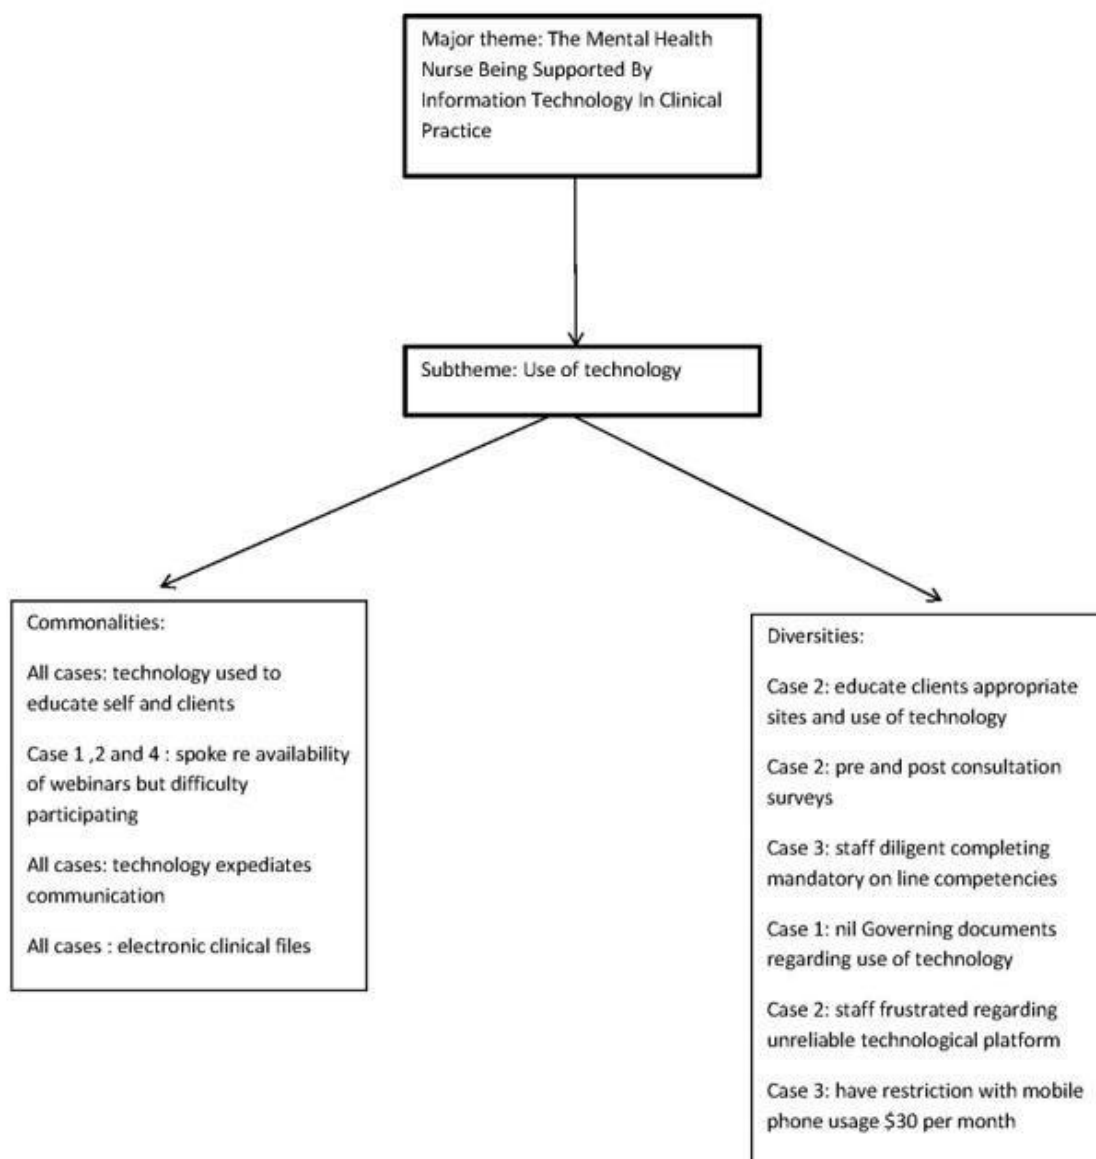 Major theme: The Mental Health
Nurse Being Supported By
Information Technology In Clinical
Practice
Subtheme: Use of technology
Commonalities:
All cases: technology used to
educate self and clients
Case 1 ,2 and 4 : spoke re availability
of webinars but difficulty
participating
All cases: technology expediates
communication
All cases : electronic clinical files
Diversities:
Case 2: educate clients appropriate
sites and use of technology
Case 2: pre and post consultation
surveys
Case 3: staff diligent completing
mandatory on line competencies
Case 1: nil Governing documents
regarding use of technology
Case 2: staff frustrated regarding
unreliable technological platform
Case 3: have restriction with mobile
phone usage $30 per month